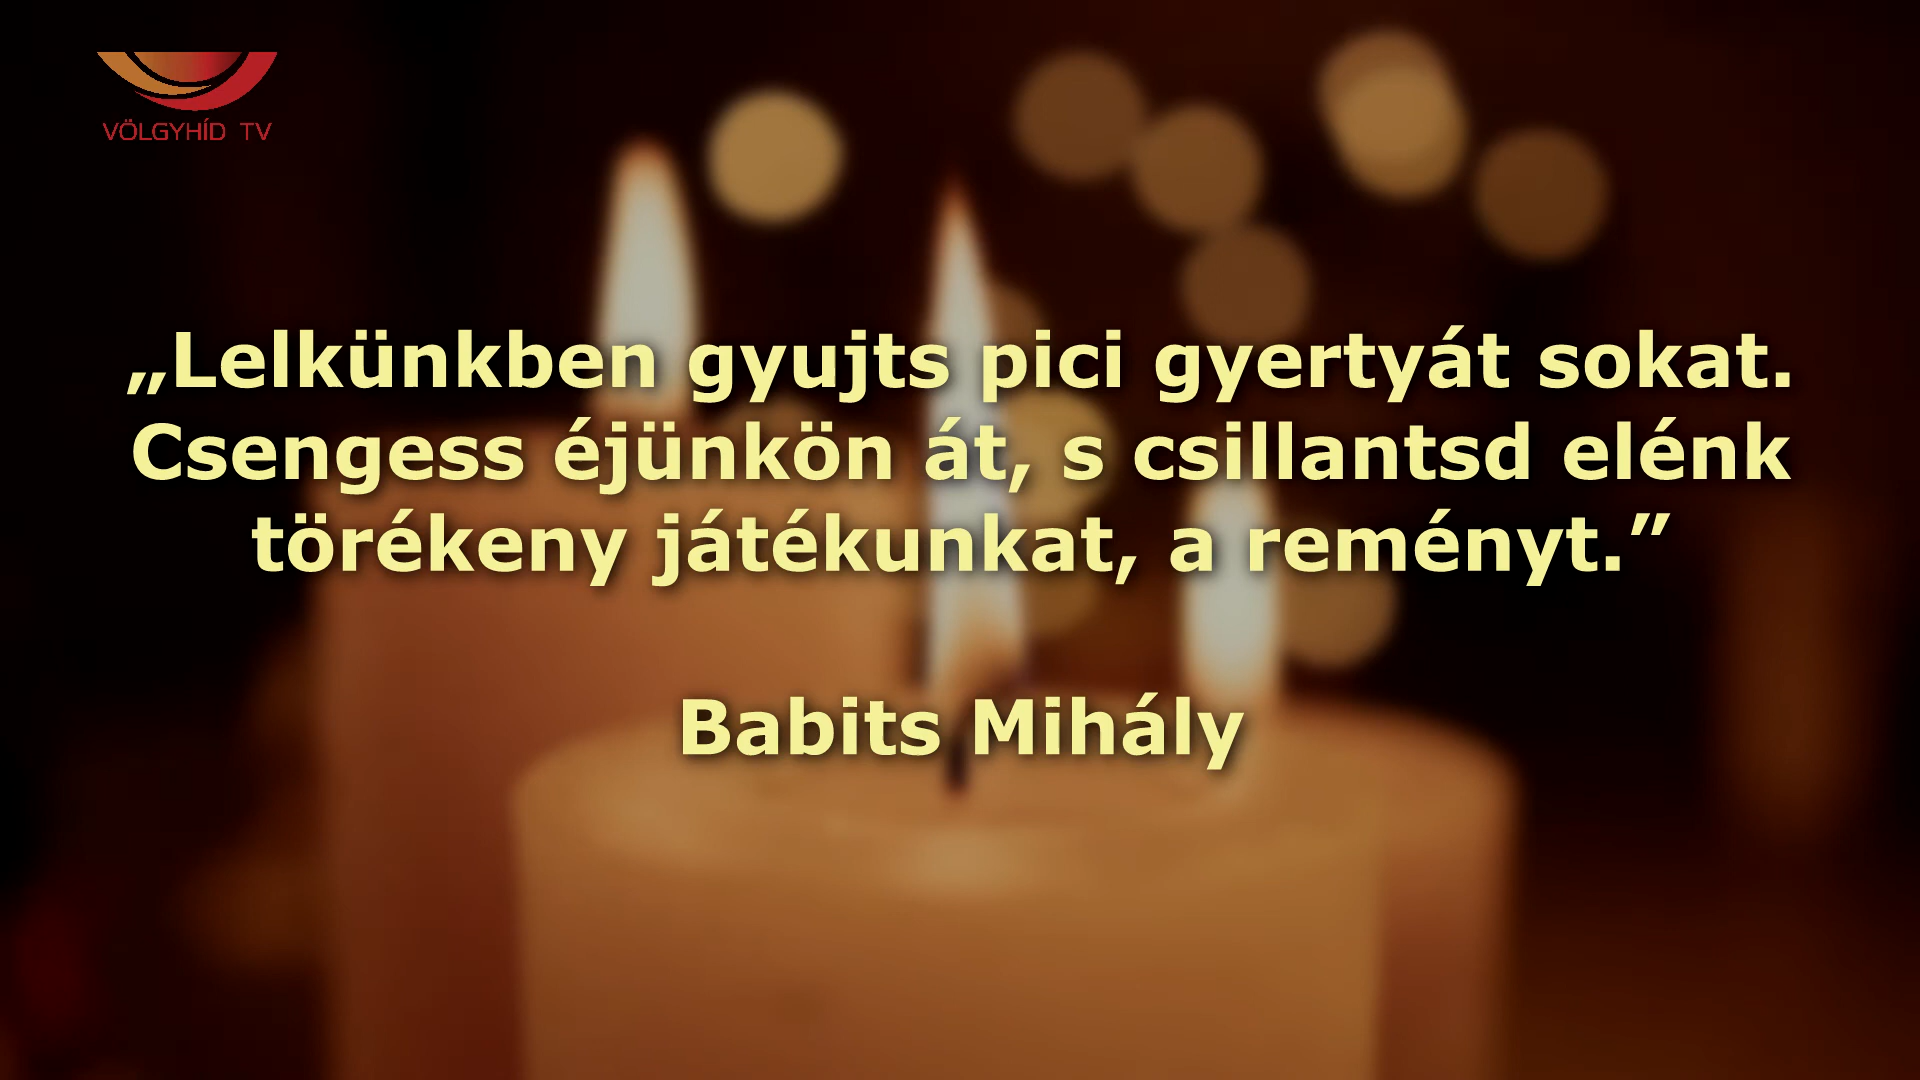 VÖLGYHÍD TV
„Lelkünkben gyujts pici gyertyát sokat.
Csengess éjünkön át, s csillantsd elénk
törékeny játékunkat, a reményt.”
Babits Mihály